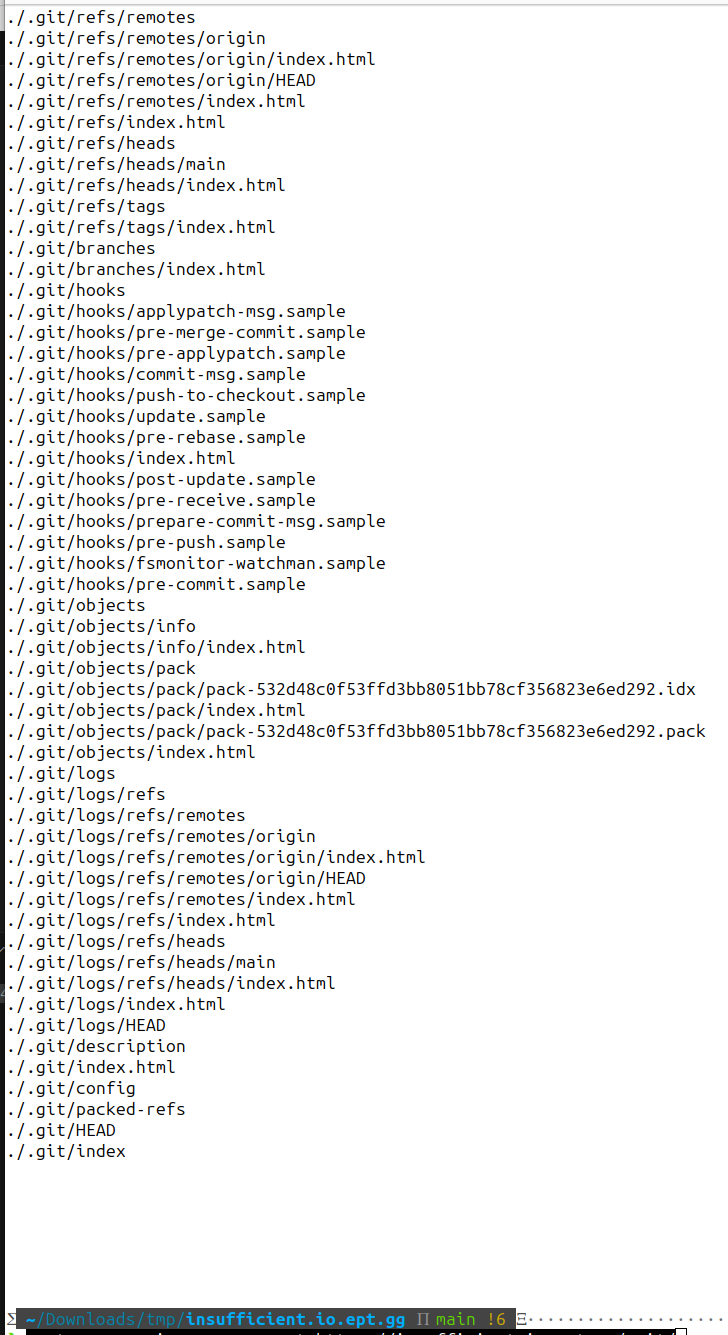 ./.git/refs/remotes
./.git/refs/remotes/origin
./.git/refs/remotes/origin/index.html
./.git/refs/remotes/origin/HEAD
./.git/refs/remotes/index.html
./.git/refs/index.html
./.git/refs/heads
./.git/refs/heads/main
./.git/refs/heads/index.html
./.git/refs/tags
./.git/refs/tags/index.html
./.git/branches
./.git/branches/index.html
./.git/hooks
./.git/hooks/applypatch-msg.sample
./.git/hooks/pre-merge-commit.sample
./.git/hooks/pre-applypatch.sample
./.git/hooks/commit-msg.sample
./.git/hooks/push-to-checkout.sample
./.git/hooks/update.sample
./.git/hooks/pre-rebase.sample
./.git/hooks/index.html
./.git/hooks/post-update.sample
./.git/hooks/pre-receive.sample
./.git/hooks/prepare-commit-msg.sample
./.git/hooks/pre-push.sample
./.git/hooks/fsmonitor-watchman.sample
./.git/hooks/pre-commit.sample
./.git/objects
./.git/objects/info
./.git/objects/info/index.html
./.git/objects/pack
./.git/objects/pack/pack-532d48c0f53ffd3bb8051bb78cf356823e6ed292.idx
./.git/objects/pack/index.html
./.git/objects/pack/pack-532d48c0f53ffd3bb8051bb78cf356823e6ed292.pack
./.git/objects/index.html
./.git/logs
./.git/logs/refs
./.git/logs/refs/remotes
./.git/logs/refs/remotes/origin
./.git/logs/refs/remotes/origin/index.html
./.git/logs/refs/remotes/origin/HEAD
./.git/logs/refs/remotes/index.html
./.git/logs/refs/index.html
./.git/logs/refs/heads
./.git/logs/refs/heads/main
./.git/logs/refs/heads/index.html
./.git/logs/index.html
./.git/logs/HEAD
./.git/description
./.git/index.html
./.git/config
./.git/packed-refs
./.git/HEAD
./.git/index
~/Downloads/tmp/insufficient.io.ept.gg main !6